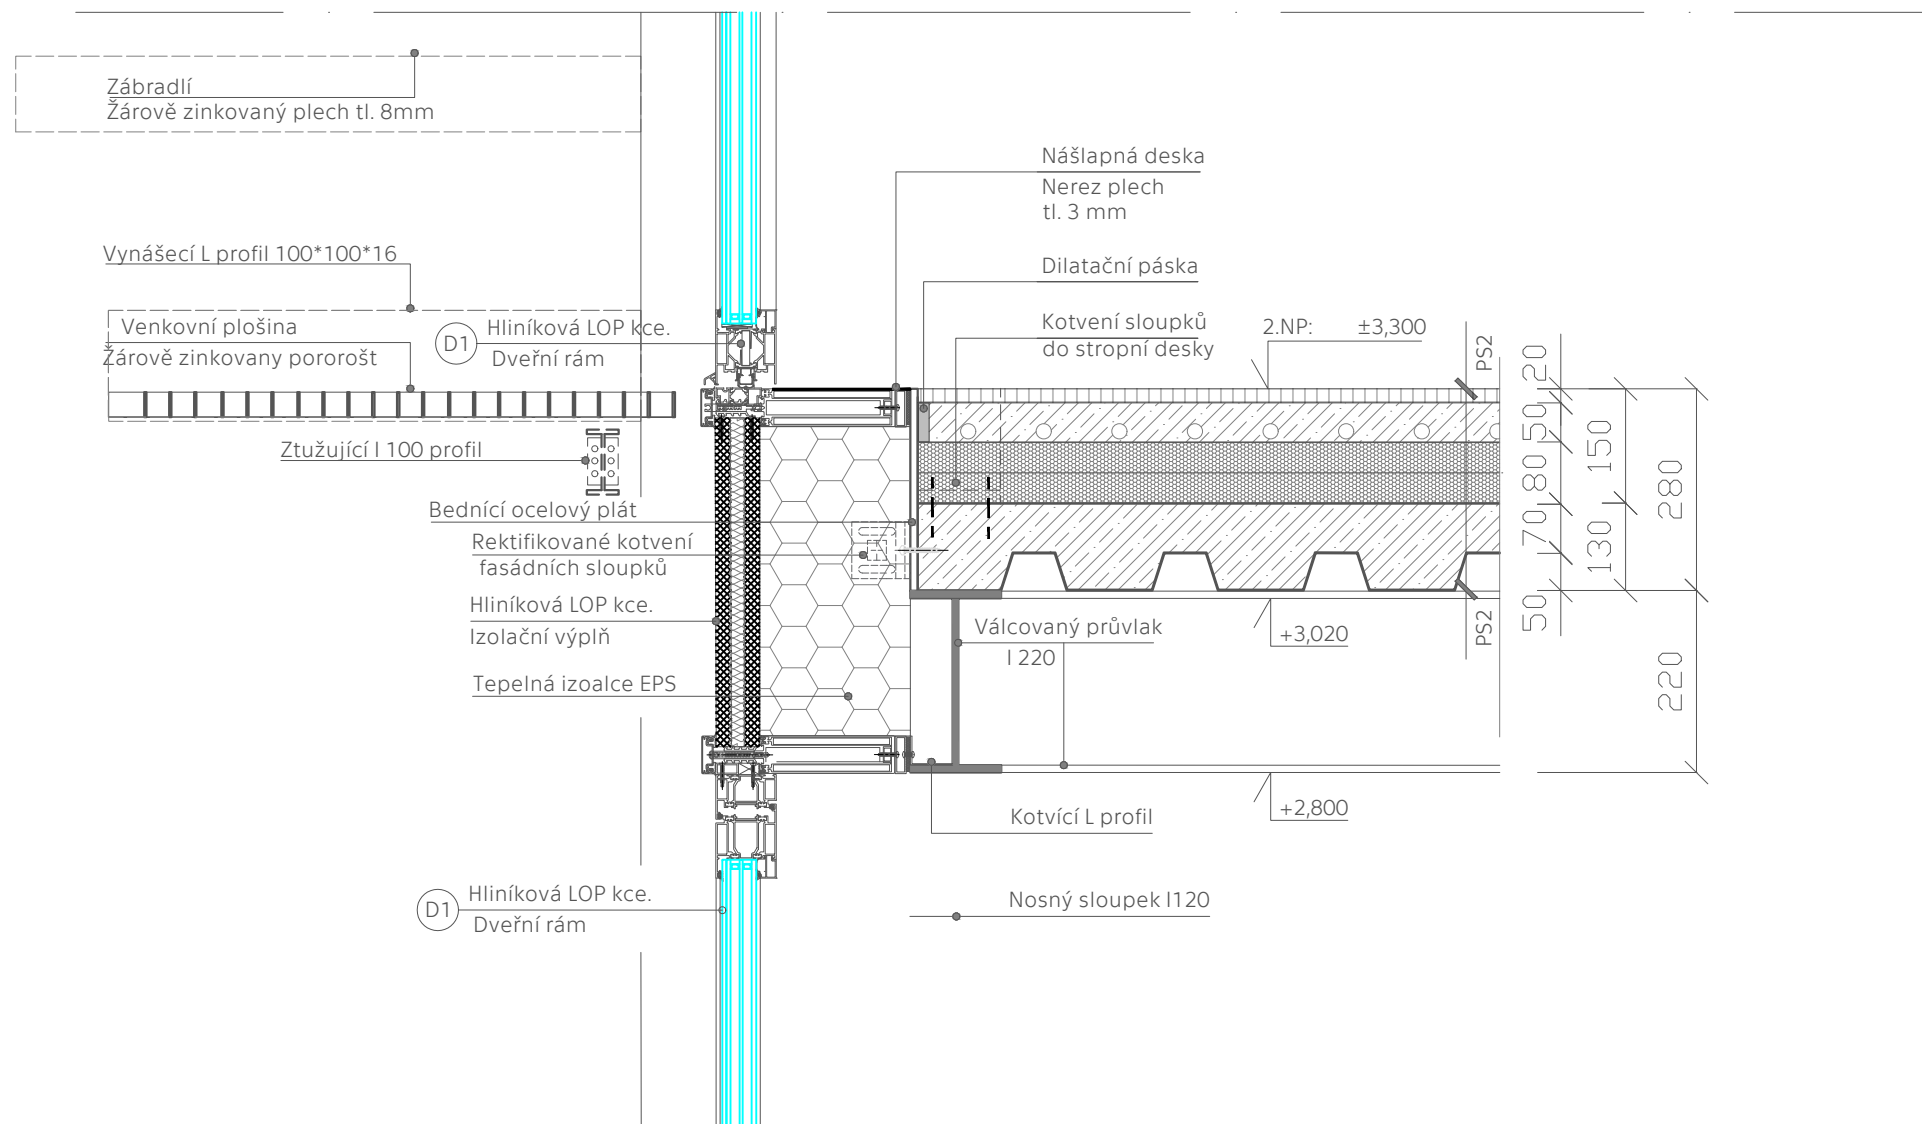 Zábradlí
Žárově zinkovaný plech tl. 8mm
Nášlapná deska
Nerez plech
tl. 3 mm
Vynášecí L profil 100*100*16
Dilatační páska
Venkovní plošina
Žárově zinkovany pororošt
D1
Hliníková LOP kce.
Dveřní rám
Kotvení sloupků
do stropní desky
2.NP: ±3,300
PS2
20
50
80
70
50
150
130
280
220
Ztužující I 100 profil
Bednící ocelový plát
Rektifikované kotvení
fasádních sloupků
Hliníková LOP kce.
Izolační výplň
Válcovaný průvlak
I 220
+3,020
PS2
Tepelná izoalce EPS
+2,800
Kotvící L profil
D1
Hliníková LOP kce.
Dveřní rám
Nosný sloupek I120